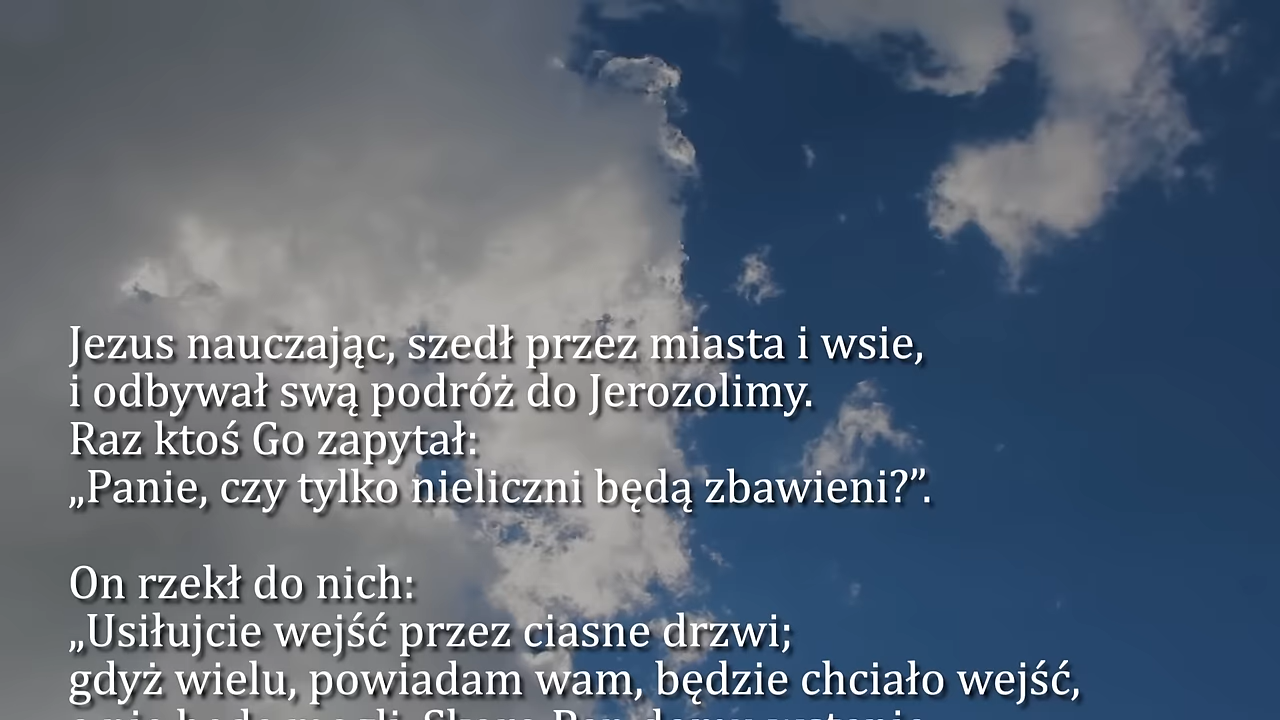 Jezus nauczając, szedł przez miasta i wsie,
i odbywał swą podróż do Jerozolimy.
Raz ktoś Go zapytał:
„Panie, czy tylko nieliczni będą zbawieni?”.
On rzekł do nich:
„Usiłujcie wejść przez ciasne drzwi;
gdyż wielu, powiadam wam, będzie chciało wejść,